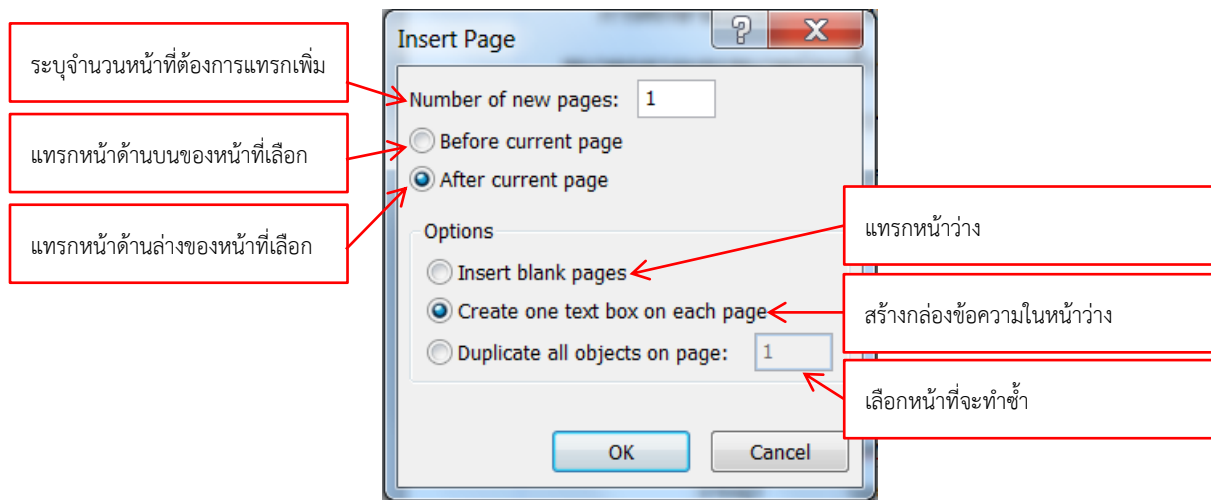 Insert Page
ระบุจำนวนหน้าที่ต้องการแทรกเพิ่ม
Number of new pages: 1
Before current page
แทรกหน้าด้านบนของหน้าที่เลือก
After current page
แทรกหน้าด้านล่างของหน้าที่เลือก
Options
แทรกหน้าว่าง
Insert blank pages
Create one text box on each page
สร้างกล่องข้อความในหน้าว่าง
Duplicate all objects on page: 1
เลือกหน้าที่จะทำซ้ำ
OK
Cancel